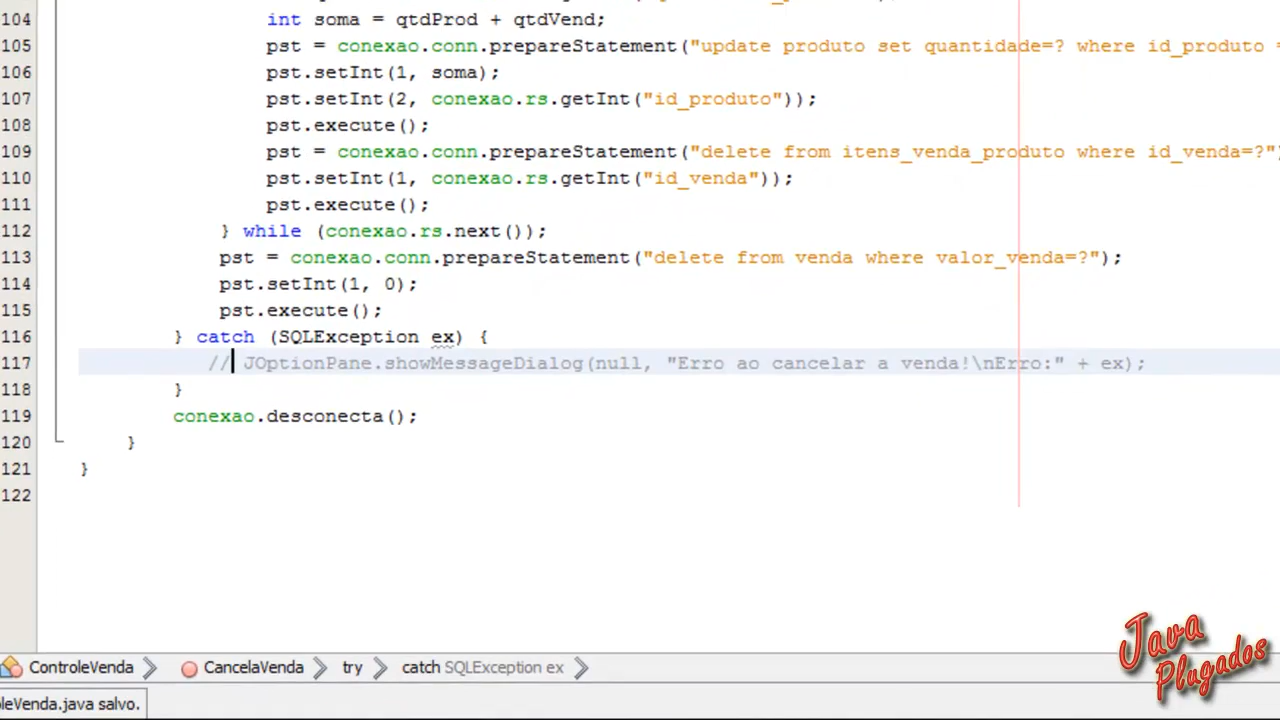 104 int soma = qtdProd + qtdVend;
105 pst = conexao.conn.prepareStatement("update produto set quantidade=? where id_produto =
106 pst.setInt(1, soma);
107 pst.setInt(2, conexao.rs.getInt("id_produto"));
108 pst.execute();
109 pst = conexao.conn.prepareStatement("delete from itens_venda_produto where id_venda=?")
110 pst.setInt(1, conexao.rs.getInt("id_venda"));
111 pst.execute();
112 } while (conexao.rs.next());
113 pst = conexao.conn.prepareStatement("delete from venda where valor_venda=?");
114 pst.setInt(1, 0);
115 pst.execute();
116 } catch (SQLException ex) {
117 // JOptionPane.showMessageDialog(null, "Erro ao cancelar a venda!\nErro:" + ex);
118 }
119 conexao.desconecta();
120 }
121 }
122
Java
Plugados
ControleVenda CancelaVenda try catch SQLException ex
leVenda.java salvo.